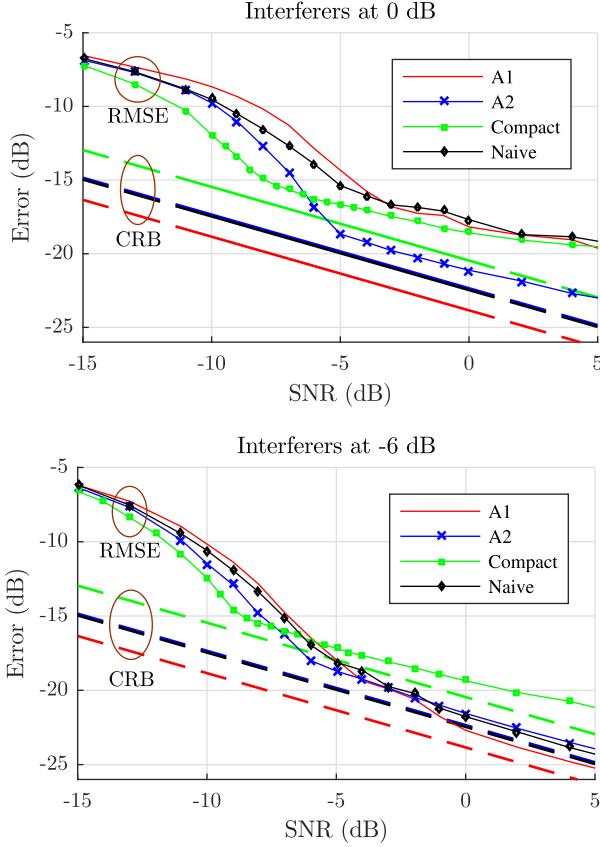 Interferers at 0 dB
-5
-10
-15
-20
-25
Error (dB)
A1
A2
Compact
Naive
RMSE
CRB
-15 -10 -5 0 5
SNR (dB)
Interferers at -6 dB
-5
-10
-15
-20
-25
Error (dB)
A1
A2
Compact
Naive
RMSE
CRB
-15 -10 -5 0 5
SNR (dB)